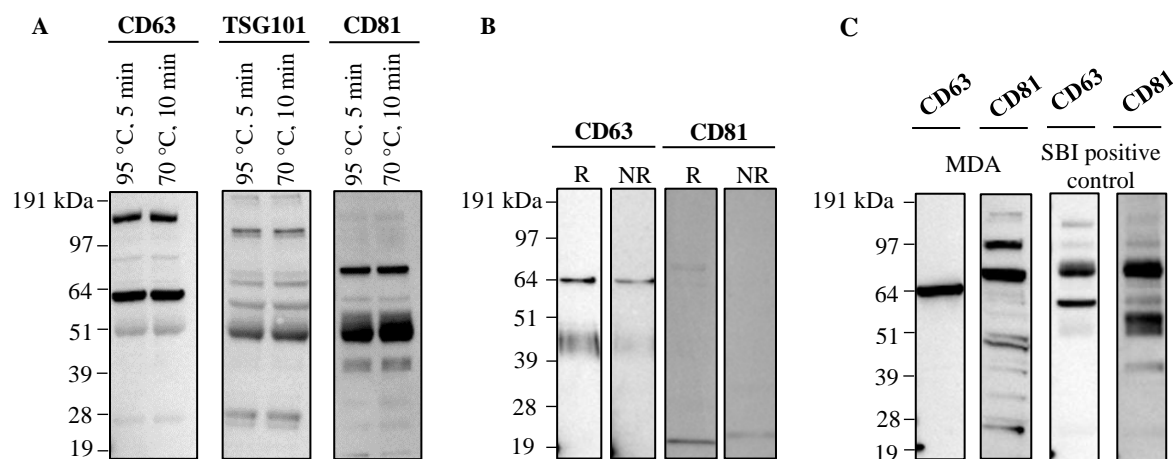 A
CD63
TSG101
CD81
95 °C, 5 min
70 °C, 10 min
95 °C, 5 min
70 °C, 10 min
95 °C, 5 min
70 °C, 10 min
191 kDa
97
64
51
39
28
19
B
CD63
CD81
R
NR
R
NR
191 kDa
97
64
51
39
28
19
C
CD63
CD81
CD63
CD81
MDA
SBI positive
control
191 kDa
97
64
51
39
28
19